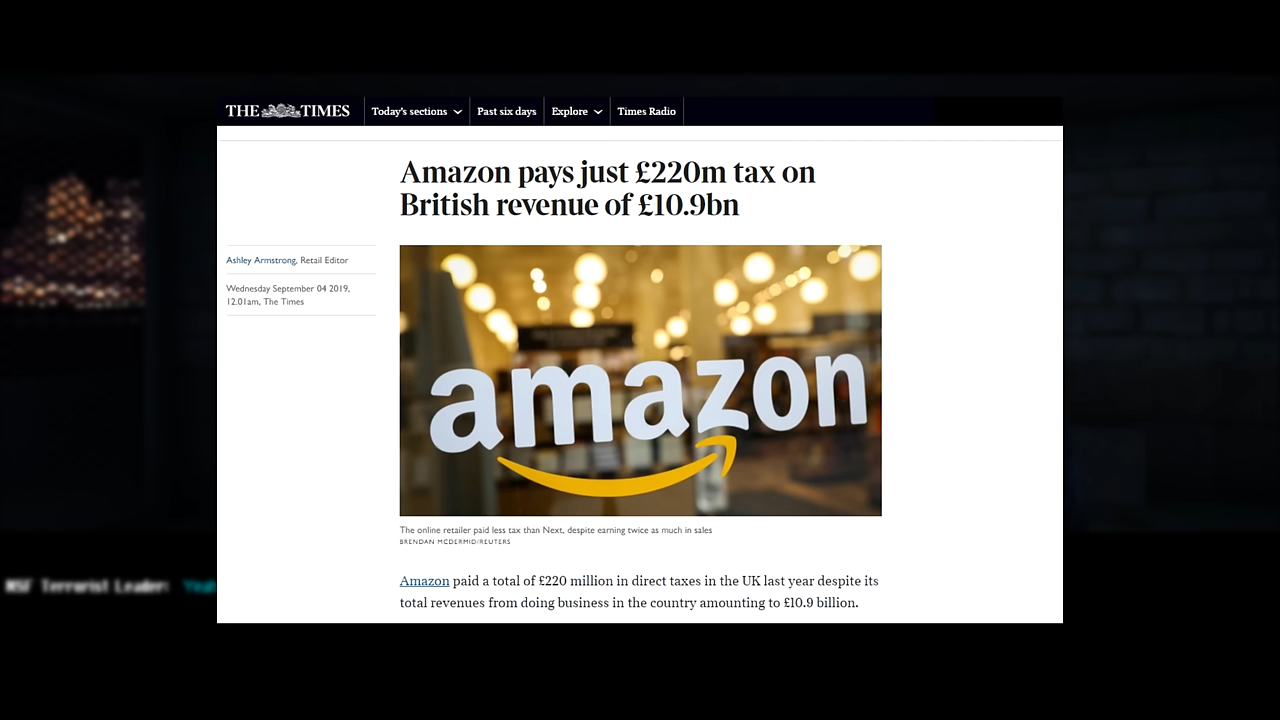 THE TIMES
Today's sections
Past six days
Explore
Times Radio
Amazon pays just £220m tax on
British revenue of £10.9bn
Ashley Armstrong, Retail Editor
Wednesday September 04 2019,
12.01am, The Times
amazon
The online retailer paid less tax than Next, despite earning twice as much in sales
BRENDAN MCDERMID/REUTERS
Amazon paid a total of £220 million in direct taxes in the UK last year despite its
total revenues from doing business in the country amounting to £10.9 billion.
NSF Terrorist Leader: Yeah